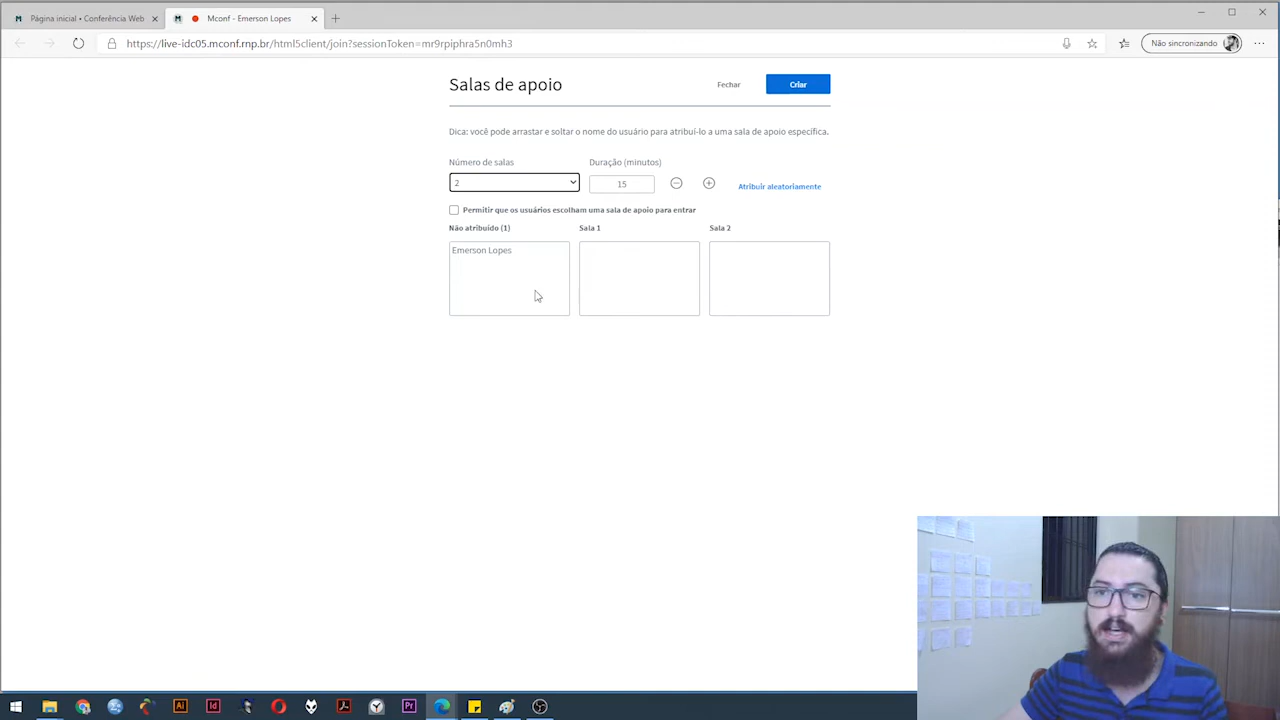 Página inicial • Conferência Web
Mconf - Emerson Lopes
https://live-idc05.mconf.rnp.br/html5client/join?sessionToken=mr9rpiphra5n0mh3
Não sincronizando
Salas de apoio
Fechar
Criar
Dica: você pode arrastar e soltar o nome do usuário para atribuí-lo a uma sala de apoio específica.
Número de salas
Duração (minutos)
2
15
Atribuir aleatoriamente
Permitir que os usuários escolham uma sala de apoio para entrar
Não atribuído (1)
Sala 1
Sala 2
Emerson Lopes
Ai
Id
Pr